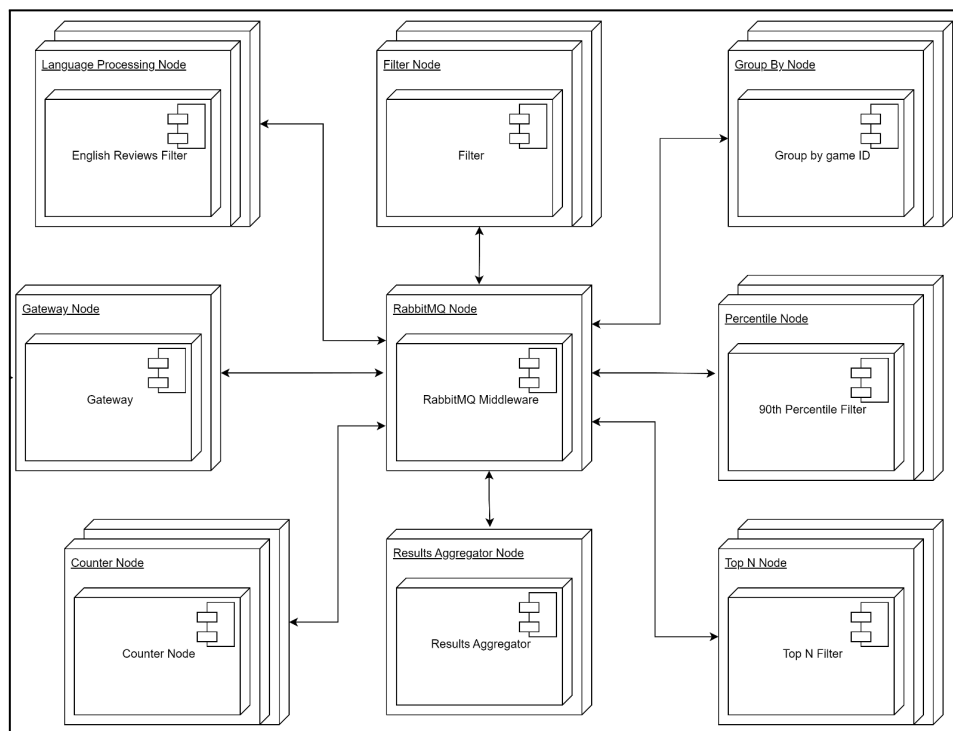 Language Processing Node
English Reviews Filter
Filter Node
Filter
Group By Node
Group by game ID
Gateway Node
Gateway
RabbitMQ Node
RabbitMQ Middleware
Percentile Node
90th Percentile Filter
Counter Node
Counter Node
Results Aggregator Node
Results Aggregator
Top N Node
Top N Filter